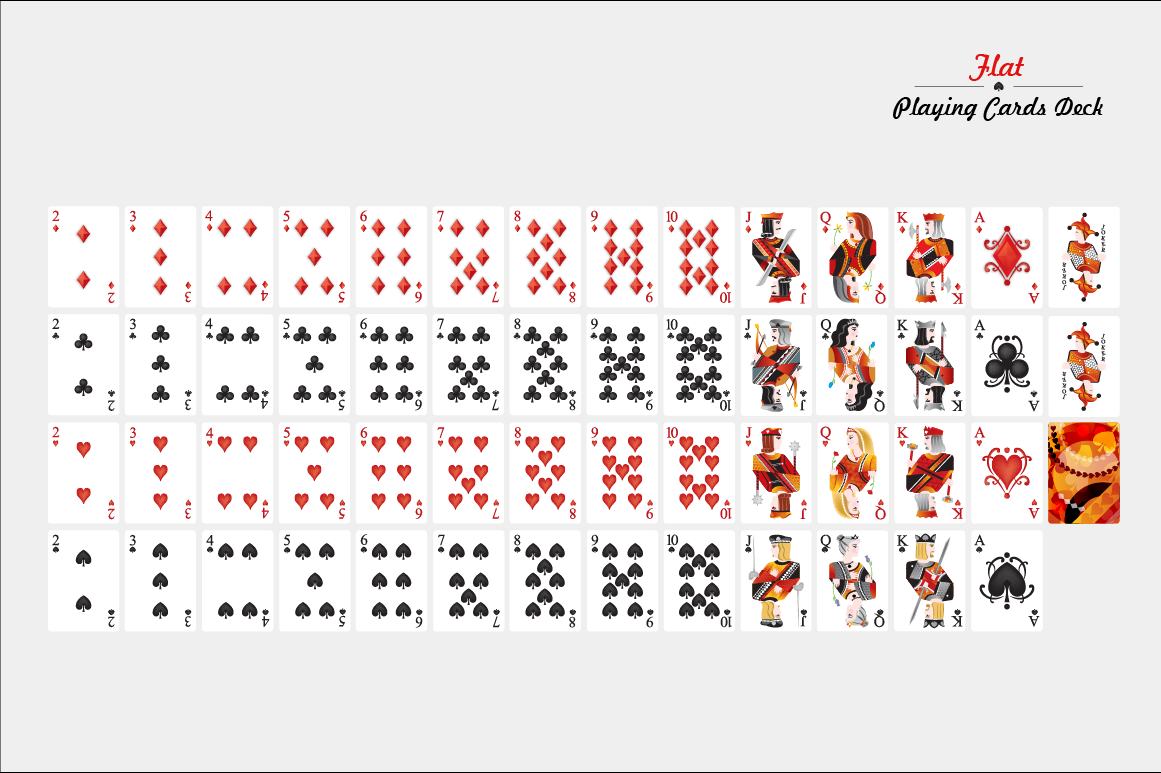 Flat
Playing Cards Deck
2 2 3 3 4 4 5 5 6 6 7 7 8 8 9 9 10 10 J J Q Q K K A A JOKER JOKER
2 2 3 3 4 4 5 5 6 6 7 7 8 8 9 9 10 10 J J Q Q K K A A JOKER JOKER
2 2 3 3 4 4 5 5 6 6 7 7 8 8 9 9 10 10 J J Q Q K K A A
2 2 3 3 4 4 5 5 6 6 7 7 8 8 9 9 10 10 J J Q Q K K A A